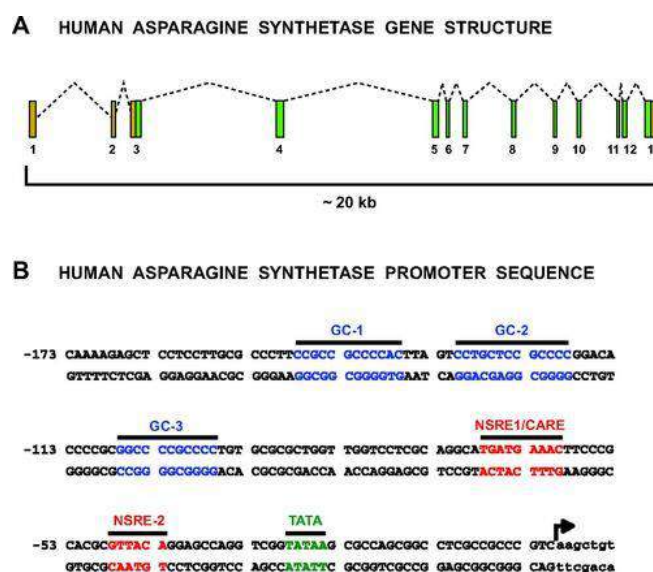 A HUMAN ASPARAGINE SYNTHETASE GENE STRUCTURE
1 2 3 4 5 6 7 8 9 10 11 12 1
~ 20 kb
B HUMAN ASPARAGINE SYNTHETASE PROMOTER SEQUENCE
GC-1 GC-2
-173 CAAAAGAGCT CCTCCTTGCG CCCTTCCGCC GCCCCACTTA GTCCTGCTCC GCCCCGGACA
GTTTTCTCGA GGAGGAACGC GGGAAGGCGG CGGGGTGAAT CAGGACGAGG CGGGGCCTGT
GC-3 NSRE1/CARE
-113 CCCCGCGGCC CCGCCCCTGT GCGCGCTGGT TGGTCCTCGC AGGCATGATG AAACTTCCCG
GGGGCGCCGG GGCGGGGACA CGCGCGACCA ACCAGGAGCG TCCGTACTAC TTTGAAGGGC
NSRE-2 TATA
-53 CACGCGTTAC AGGAGCCAGG TCGGTATAAG CGCCAGCGGC CTCGCCGCCC GTCaagctgt
GTGCGCAATG TCCTCGGTCC AGCCATATTC GCGGTCGCCG GAGCGGCGGG CAGttcgaca